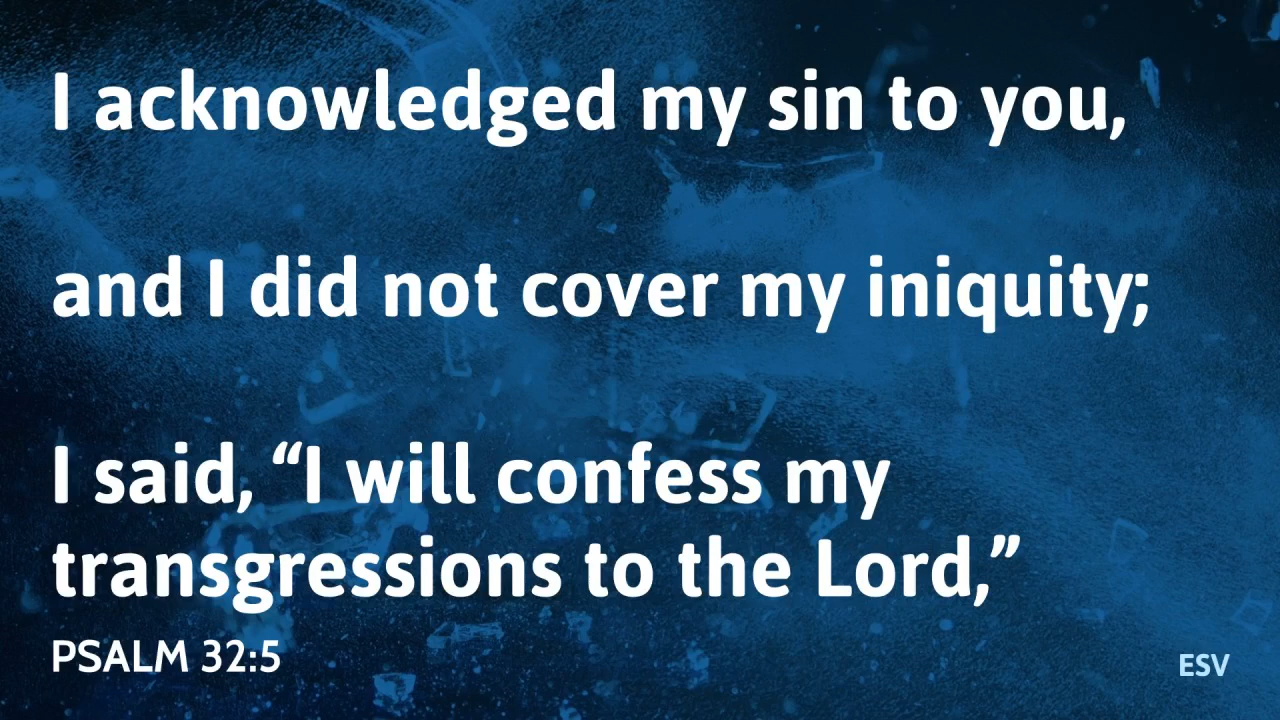 I acknowledged my sin to you,
and I did not cover my iniquity;
I said, “I will confess my
transgressions to the Lord,”
PSALM 32:5
ESV